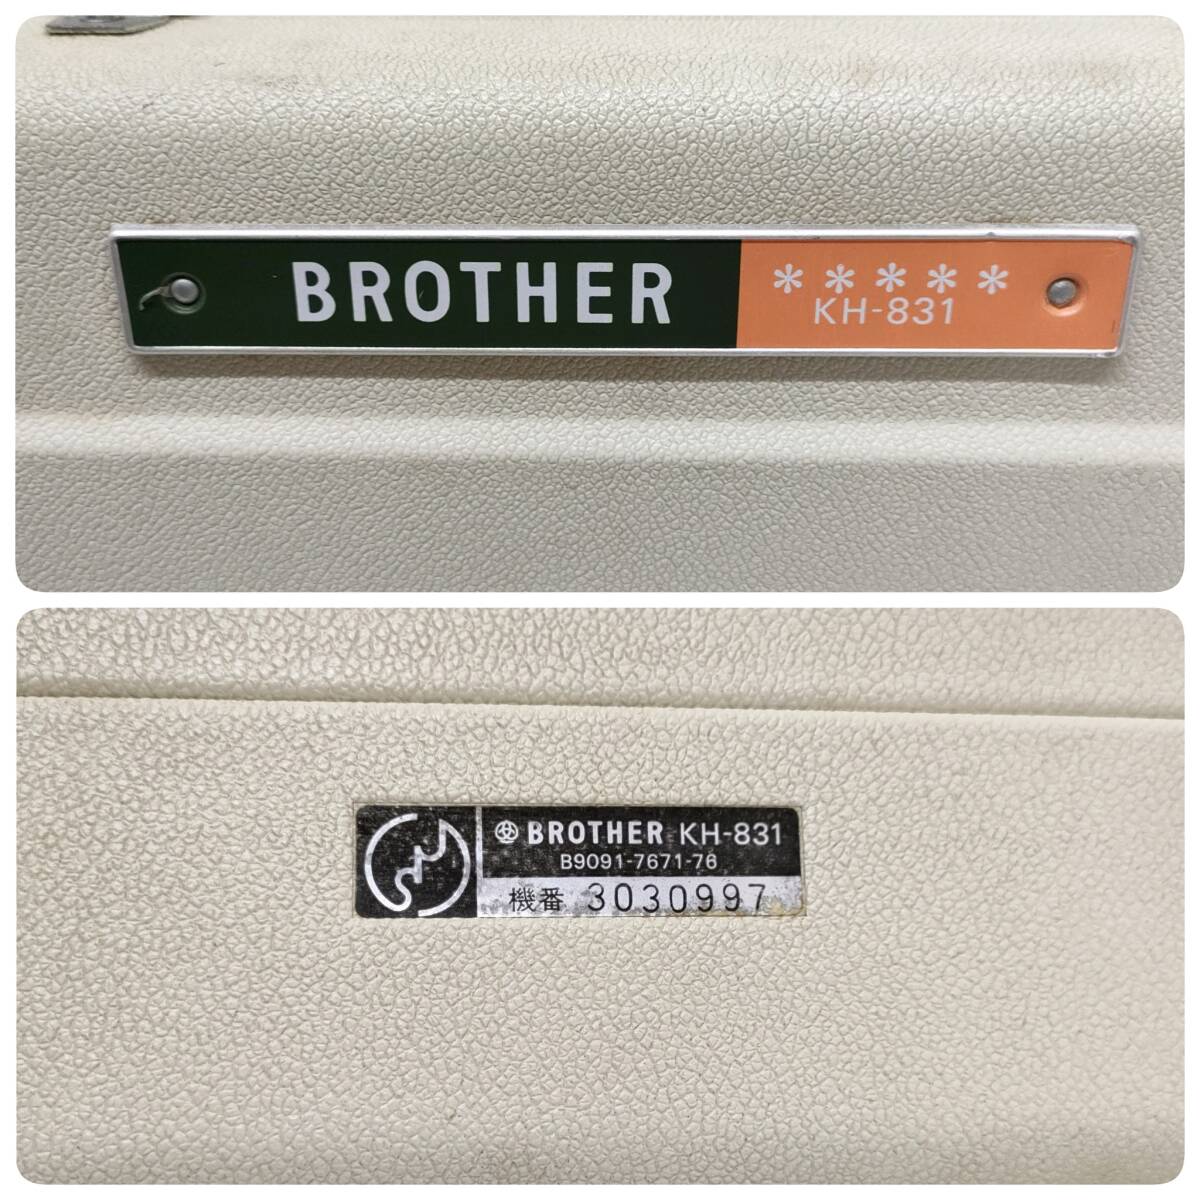 BROTHER
*****
KH-831
BROTHER KH-831
B9091-7671-76
機番 3030997